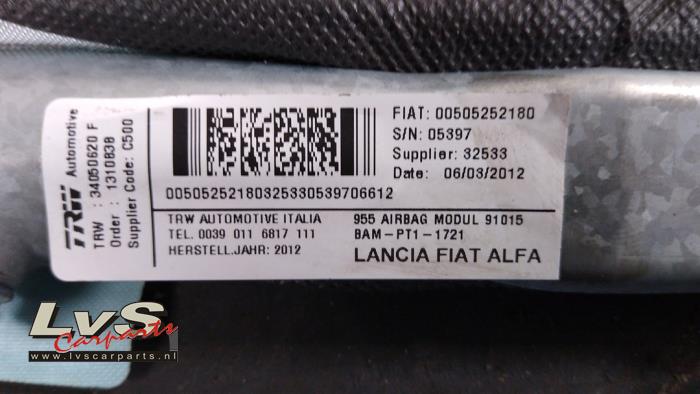 TRW Automotive
TRW : 34050620 F
Order : 1310B38
Supplier Code: C500
FIAT: 00505252180
S/N: 05397
Supplier: 32533
Date: 06/03/2012
00505252180325330539706612
TRW AUTOMOTIVE ITALIA
TEL. 0039 011 6817 111
HERSTELL.JAHR: 2012
955 AIRBAG MODUL 91015
BAM-PT1-1721
LANCIA FIAT ALFA
LvS
Carparts
www.lvscarparts.nl